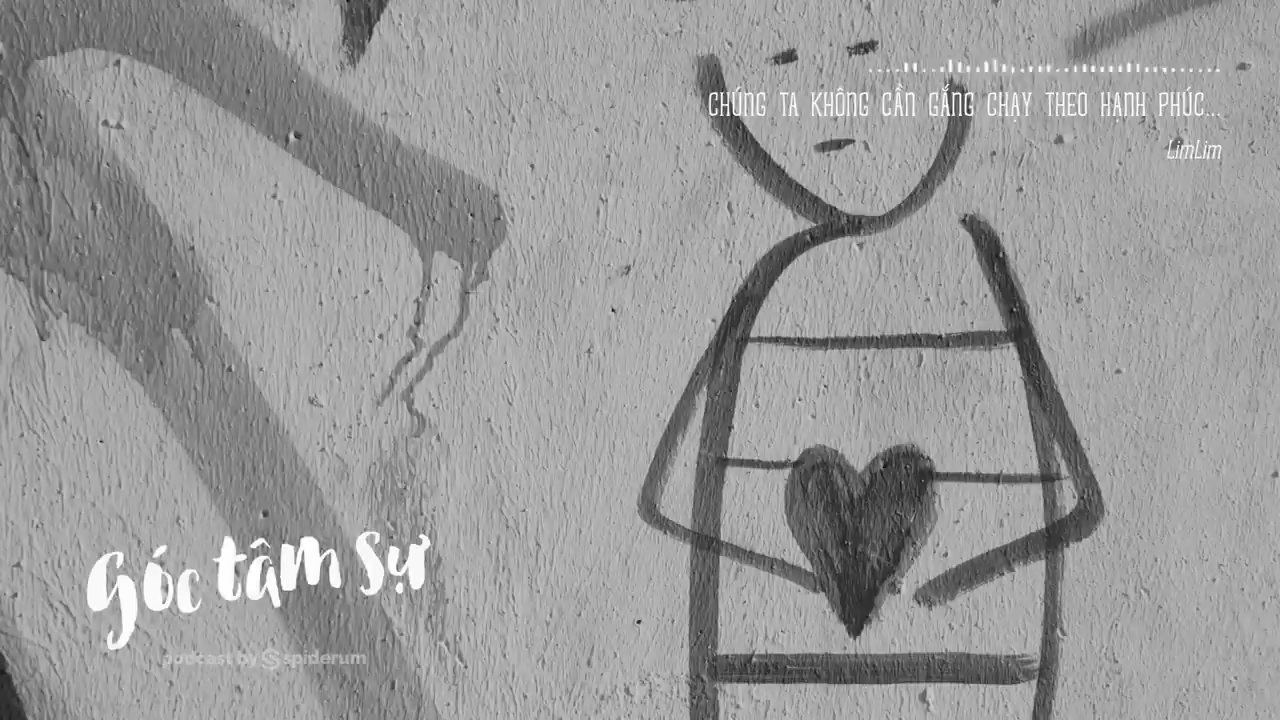 CHÚNG TA KHÔNG CẦN GẮNG CHẠY THEO HẠNH PHÚC...
LimLim
Góc tâm sự
podcast by spiderum